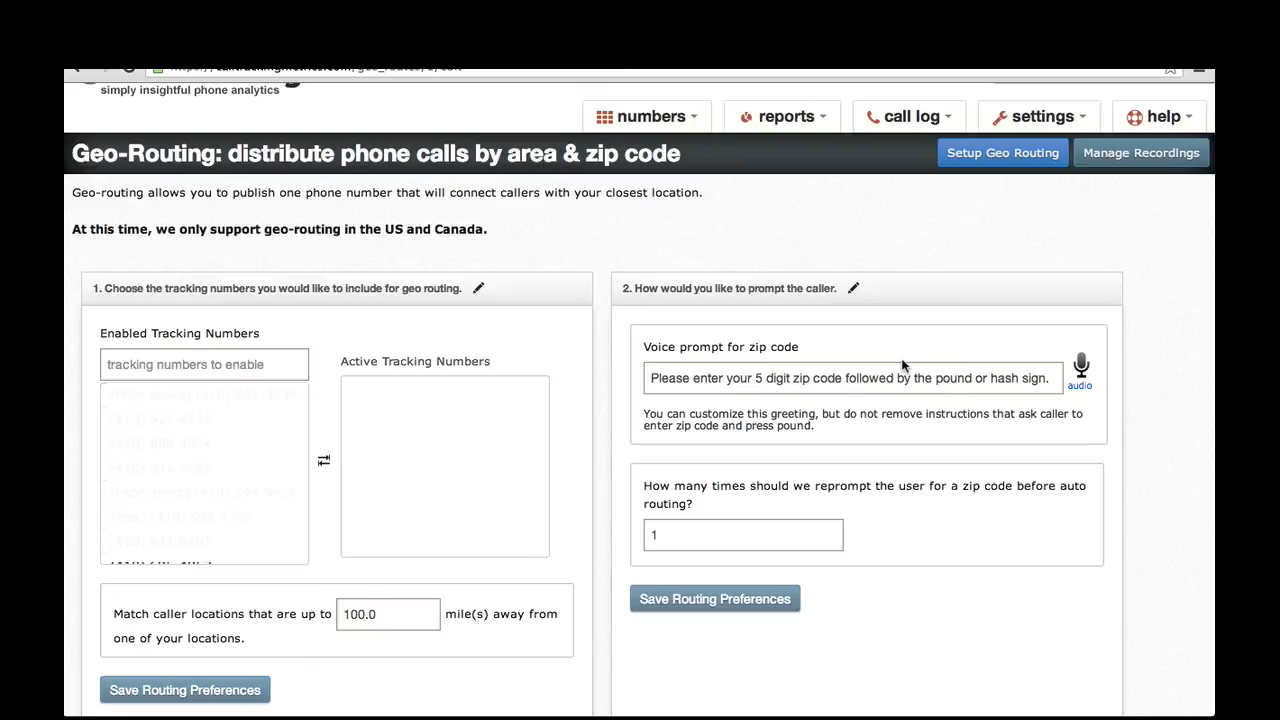 simply insightful phone analytics
numbers
reports
call log
settings
help
Geo-Routing: distribute phone calls by area & zip code
Setup Geo Routing
Manage Recordings
Geo-routing allows you to publish one phone number that will connect callers with your closest location.
At this time, we only support geo-routing in the US and Canada.
1. Choose the tracking numbers you would like to include for geo routing.
2. How would you like to prompt the caller.
Enabled Tracking Numbers
tracking numbers to enable
Active Tracking Numbers
Voice prompt for zip code
Please enter your 5 digit zip code followed by the pound or hash sign.
audio
You can customize this greeting, but do not remove instructions that ask caller to
enter zip code and press pound.
How many times should we reprompt the user for a zip code before auto
routing?
1
Save Routing Preferences
Match caller locations that are up to 100.0 mile(s) away from
one of your locations.
Save Routing Preferences